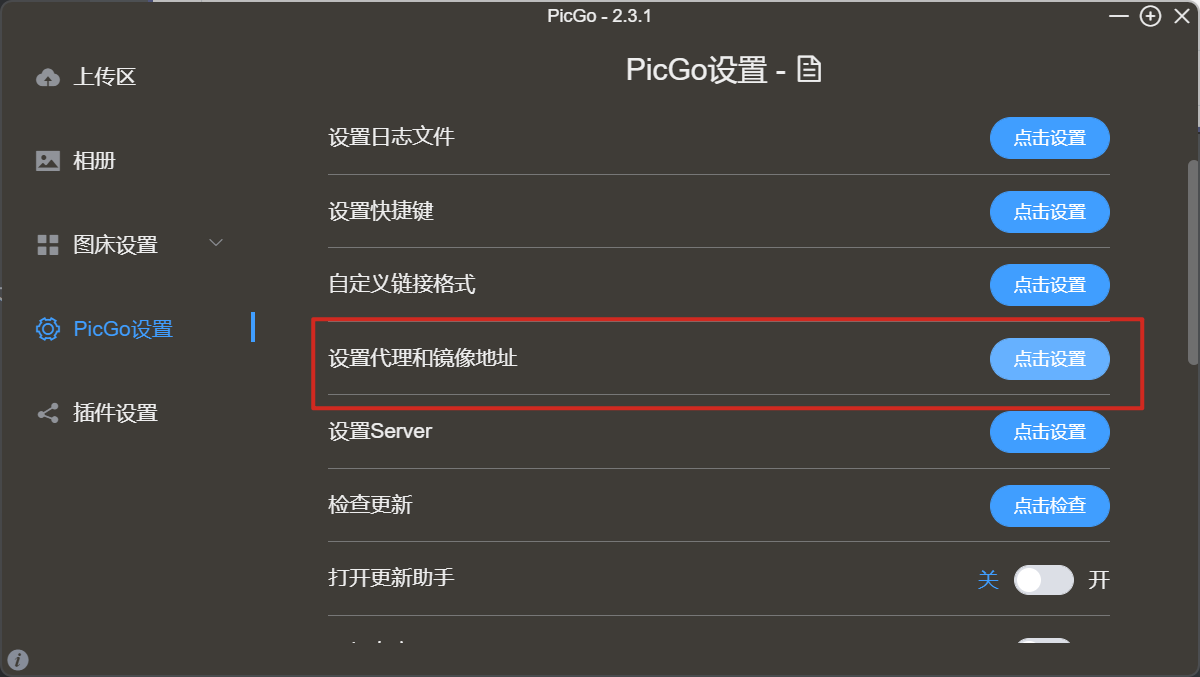 PicGo - 2.3.1
上传区
相册
图床设置
PicGo设置
插件设置
PicGo设置 -
设置日志文件 点击设置
设置快捷键 点击设置
自定义链接格式 点击设置
设置代理和镜像地址 点击设置
设置Server 点击设置
检查更新 点击检查
打开更新助手 关 开